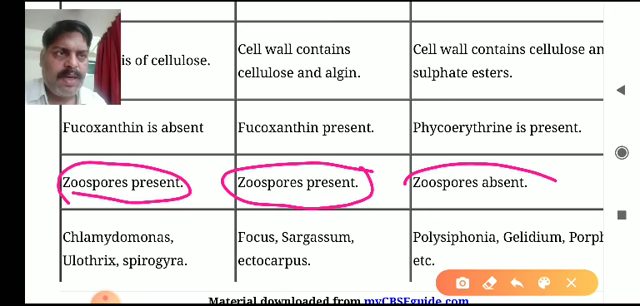 is of cellulose.
Cell wall contains
cellulose and algin.
Cell wall contains cellulose an
sulphate esters.
Fucoxanthin is absent
Fucoxanthin present.
Phycoerythrine is present.
Zoospores present.
Zoospores present.
Zoospores absent.
Chlamydomonas,
Ulothrix, spirogyra.
Focus, Sargassum,
ectocarpus.
Polysiphonia, Gelidium, Porph
etc.
Material downloaded from myCBSEguide.com